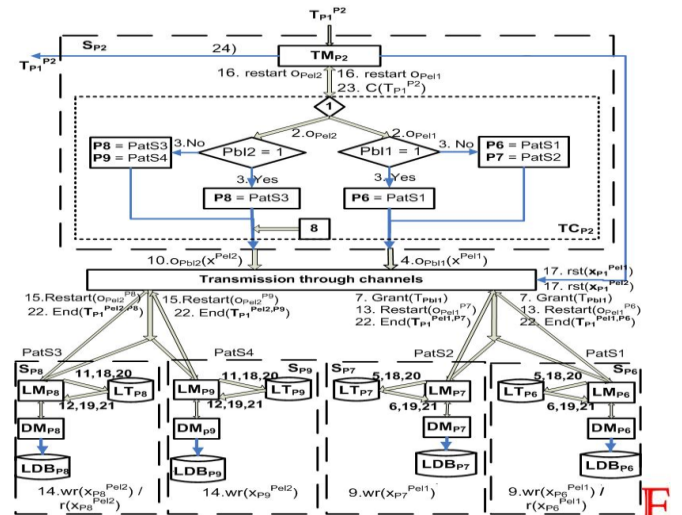 T_P1^P2
S_P2
24)
TM_P2
T_P1^P2
16. restart o_Pel2
16. restart o_Pel1
23. C(T_P1^P2)
1
2.o_Pel2
2.o_Pel1
P8 = PatS3
P9 = PatS4
3.No
Pbl2 = 1
Pbl1 = 1
3. No
P6 = PatS1
P7 = PatS2
3. Yes
3. Yes
P8 = PatS3
P6 = PatS1
8
TC_P2
10.o_Pbl2(x^Pel2)
4.o_Pbl1(x^Pel1)
Transmission through channels
17. rst(x_P1^Pel1)
17. rst(x_P1^Pel2)
15.Restart(o_Pel2^P8)
22. End(T_P1^Pel2,P8)
15.Restart(o_Pel2^P9)
22. End(T_P1^Pel2,P9)
7. Grant(T_Pbl1)
13. Restart(o_Pel1^P7)
22. End(T_P1^Pel1,P7)
7. Grant(T_Pbl1)
13. Restart(o_Pel1^P6)
22. End(T_P1^Pel1,P6)
PatS3
PatS4
PatS2
PatS1
S_P8
11,18,20
LM_P8
LT_P8
12,19,21
DM_P8
LDB_P8
14.wr(x_P8^Pel2) /
r(x_P8^Pel2)
S_P9
11,18,20
LM_P9
LT_P9
12,19,21
DM_P9
LDB_P9
14.wr(x_P9^Pel2)
S_P7
5,18,20
LT_P7
LM_P7
6,19,21
DM_P7
LDB_P7
9.wr(x_P7^Pel1)
S_P6
5,18,20
LT_P6
LM_P6
6,19,21
DM_P6
LDB_P6
9.wr(x_P6^Pel1) /
r(x_P6^Pel1)
F